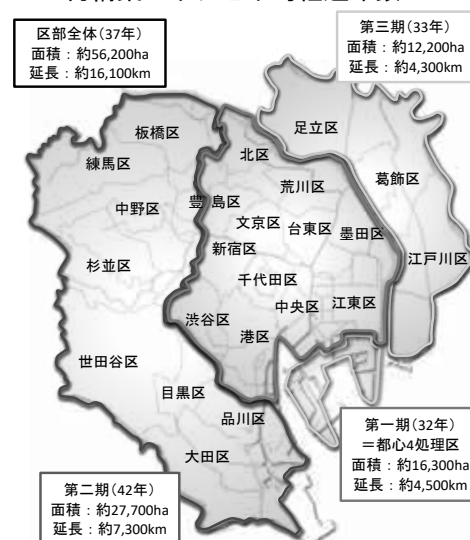 区部全体(37年)
面積：約56,200ha
延長：約16,100km
第三期(33年)
面積：約12,200ha
延長：約4,300km
足立区
板橋区
北区
練馬区
葛飾区
荒川区
豊島区
中野区
文京区
台東区
墨田区
新宿区
江戸川区
杉並区
千代田区
中央区
江東区
渋谷区
港区
世田谷区
目黒区
品川区
大田区
第一期(32年)
＝都心4処理区
面積：約16,300ha
延長：約4,500km
第二期(42年)
面積：約27,700ha
延長：約7,300km